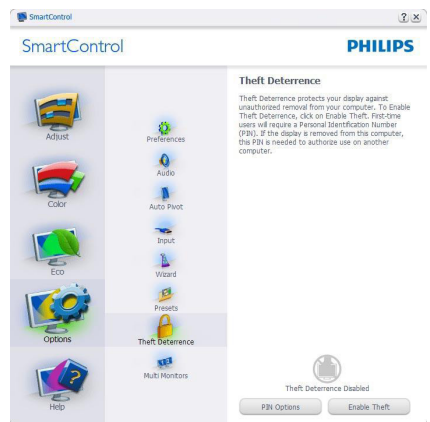 SmartControl
SmartControl
PHILIPS
Adjust
Color
Eco
Options
Help
Preferences
Audio
Auto Pivot
Input
Wizard
Presets
Theft Deterrence
Multi Monitors
Theft Deterrence
Theft Deterrence protects your display against
unauthorized removal from your computer. To Enable
Theft Deterrence, click on Enable Theft. First-time
users will require a Personal Identification Number
(PIN). If the display is removed from this computer,
this PIN is needed to authorize use on another
computer.
Theft Deterrence Disabled
PIN Options
Enable Theft